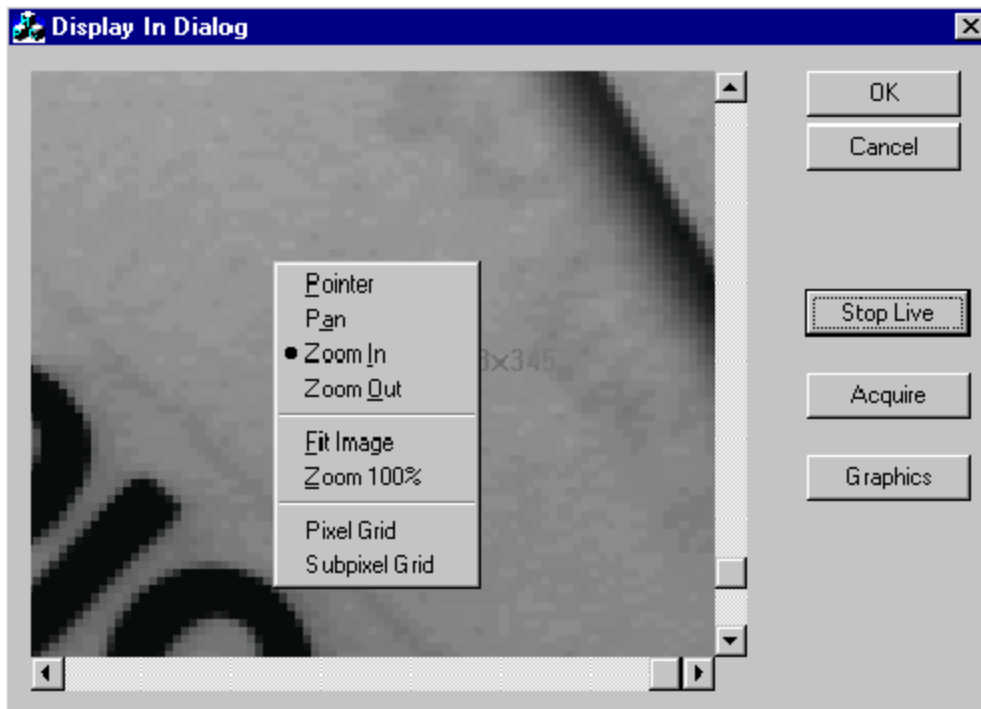 Display In Dialog
OK
Cancel
Pointer
Pan
Zoom In
Zoom Out
Fit Image
Zoom 100%
Pixel Grid
Subpixel Grid
Stop Live
Acquire
Graphics